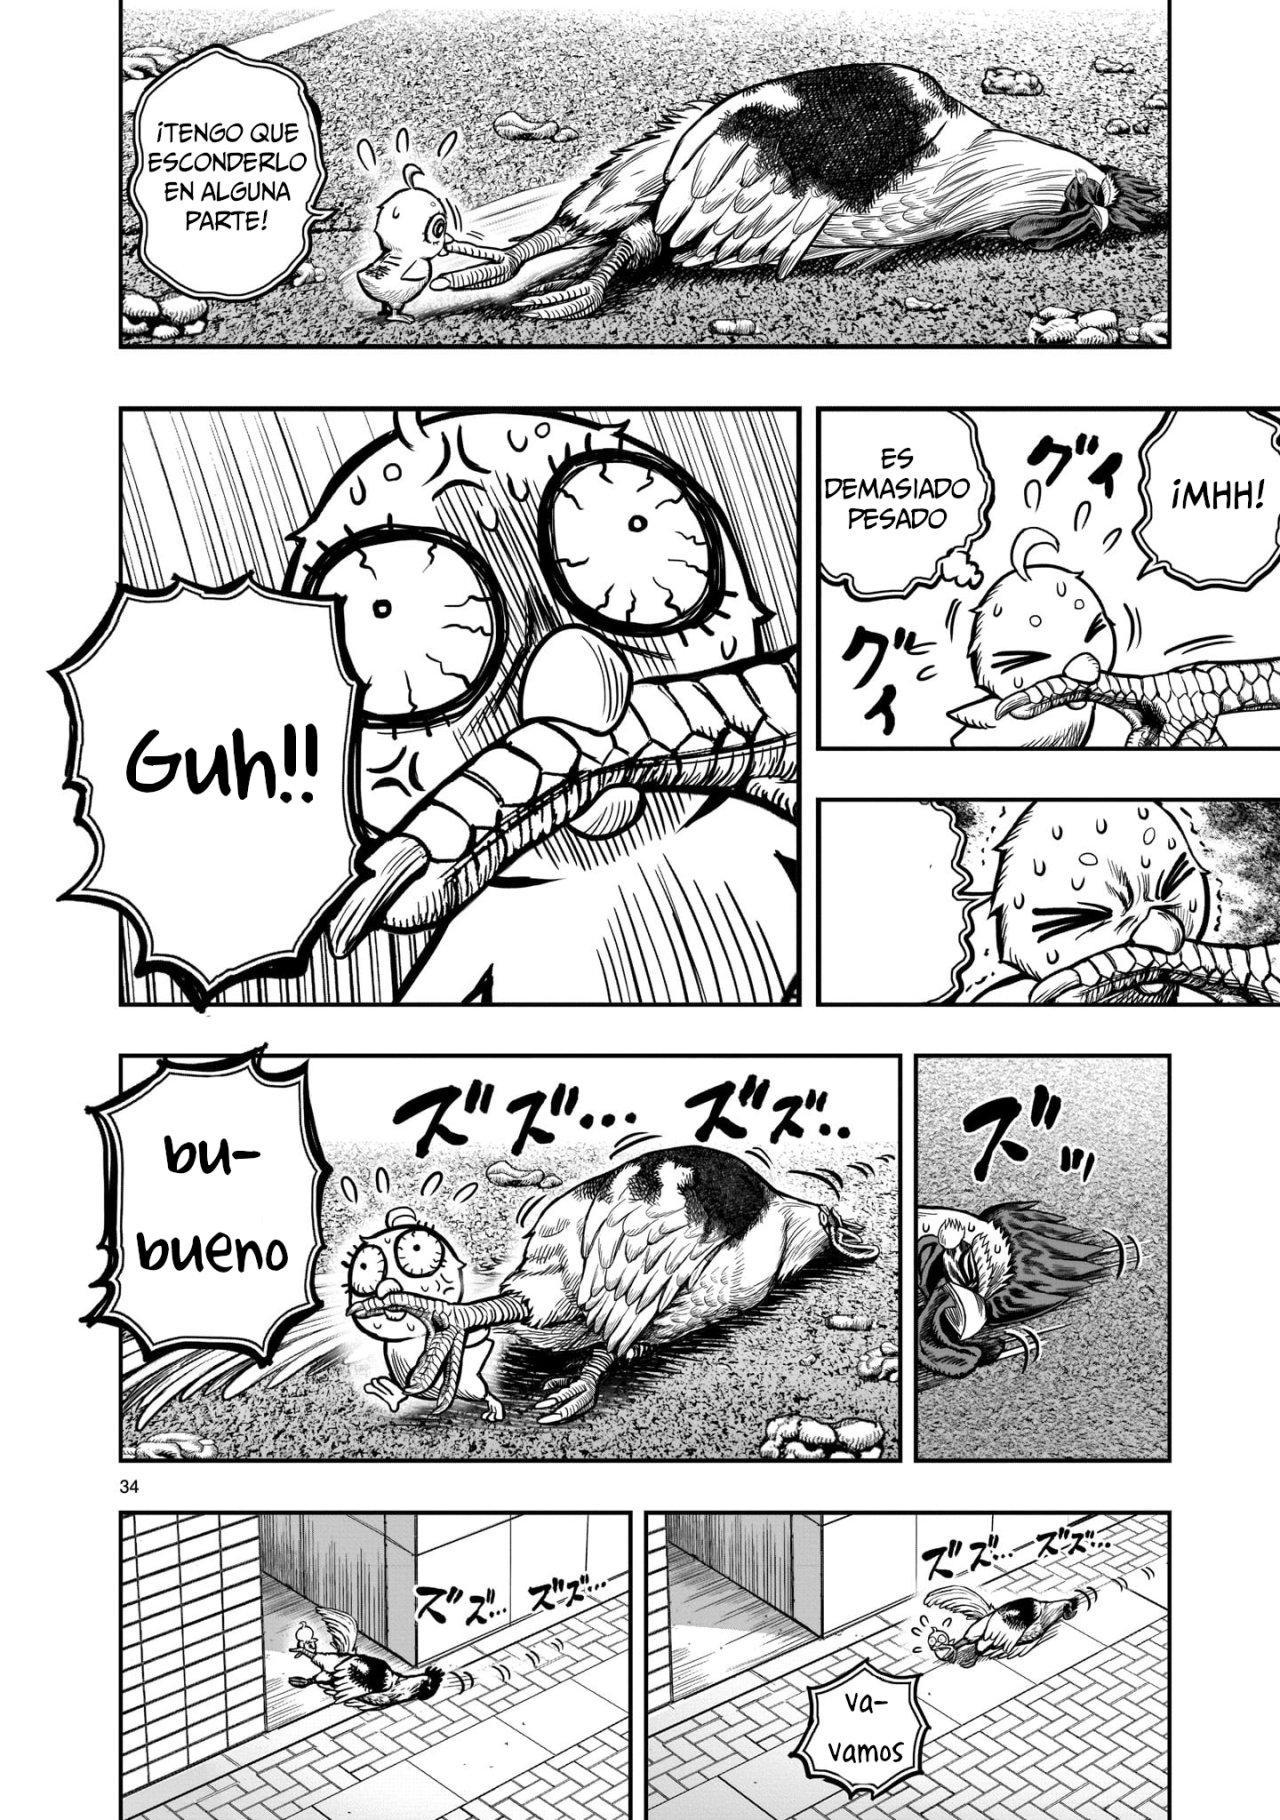 ¡TENGO QUE
ESCONDERLO
EN ALGUNA
PARTE!
¡MHH!
グイ
ES
DEMASIADO
PESADO
グイ
Guh!!
ズッ
ズズ… ズズ..
bu-
bueno
34
ズズ… ズズ…
va-
vamos
ズズ… ズズ…